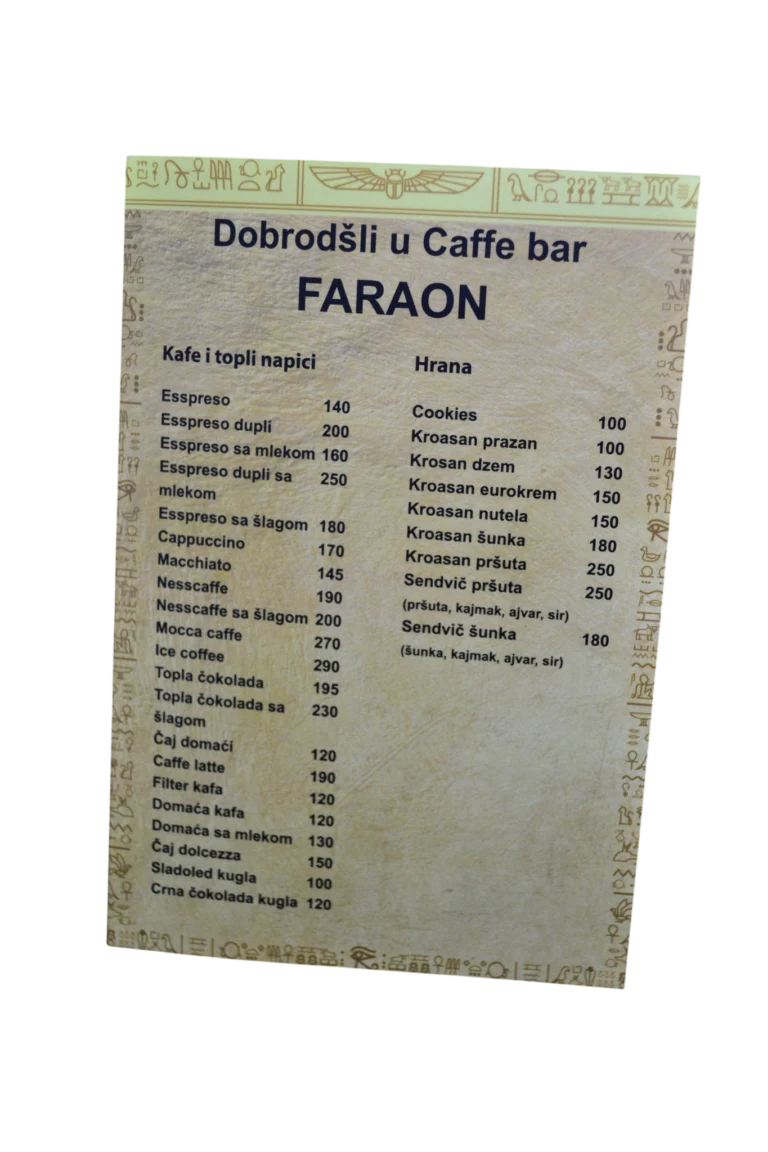 Dobrodšli u Caffe bar
FARAON
Kafe i topli napici
Esspreso 140
Esspreso dupli 200
Esspreso sa mlekom 160
Esspreso dupli sa 250
mlekom
Esspreso sa šlagom 180
Cappuccino 170
Macchiato 145
Nesscaffe 190
Nesscaffe sa šlagom 200
Mocca caffe 270
Ice coffee 290
Topla čokolada 195
Topla čokolada sa 230
šlagom
Čaj domaći 120
Caffe latte 190
Filter kafa 120
Domaća kafa 120
Domaća sa mlekom 130
Čaj dolcezza 150
Sladoled kugla 100
Crna čokolada kugla 120
Hrana
Cookies 100
Kroasan prazan 100
Krosan dzem 130
Kroasan eurokrem 150
Kroasan nutela 150
Kroasan šunka 180
Kroasan pršuta 250
Sendvič pršuta 250
(pršuta, kajmak, ajvar, sir)
Sendvič šunka 180
(šunka, kajmak, ajvar, sir)